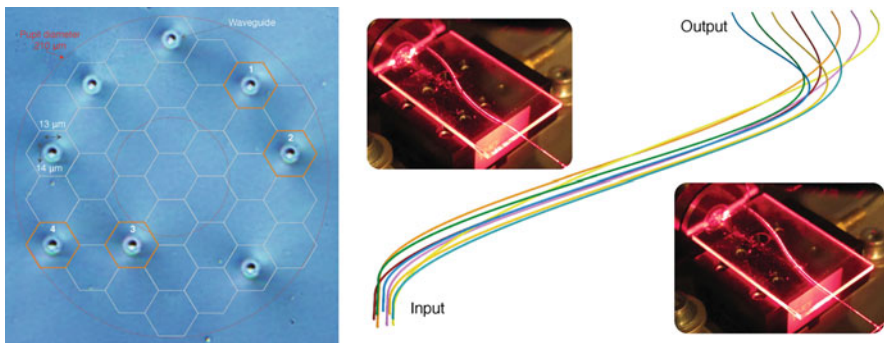 Pupil diameter
210 µm
Waveguide
1
2
13 µm
14 µm
4
3
Output
Input